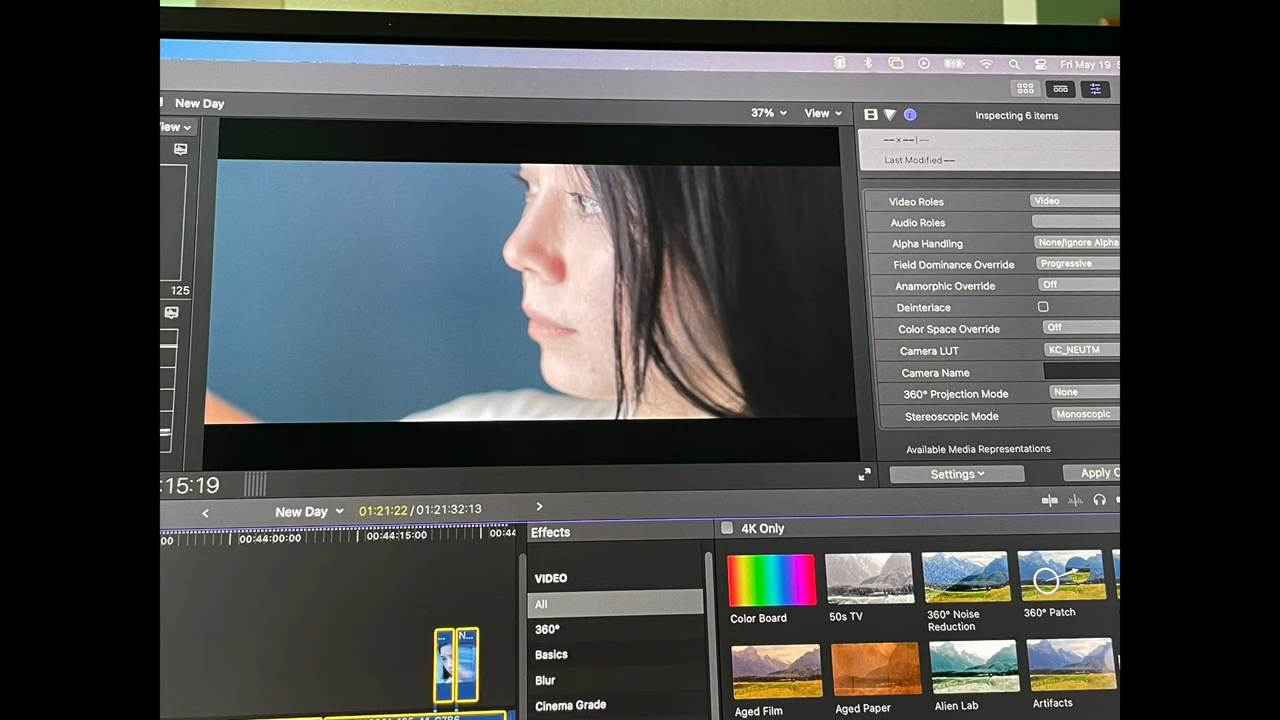 Fri May 19
New Day
37%
View
Inspecting 6 items
iew
Last Modified
Video Roles
Video
Audio Roles
Alpha Handling
None/Ignore Alpha
Field Dominance Override
Progressive
Anamorphic Override
Off
125
Deinterlace
Color Space Override
Off
Camera LUT
KC_NEUTM
Camera Name
360° Projection Mode
None
Stereoscopic Mode
Monoscopic
Available Media Representations
Settings
Apply C
:15:19
New Day
01:21:22 / 01:21:32:13
Effects
4K Only
00
00:44:00:00
00:44:15:00
00:44
VIDEO
All
360°
Basics
Blur
Cinema Grade
Color Board
50s TV
360° Noise
Reduction
360° Patch
Aged Film
Aged Paper
Alien Lab
Artifacts
N...